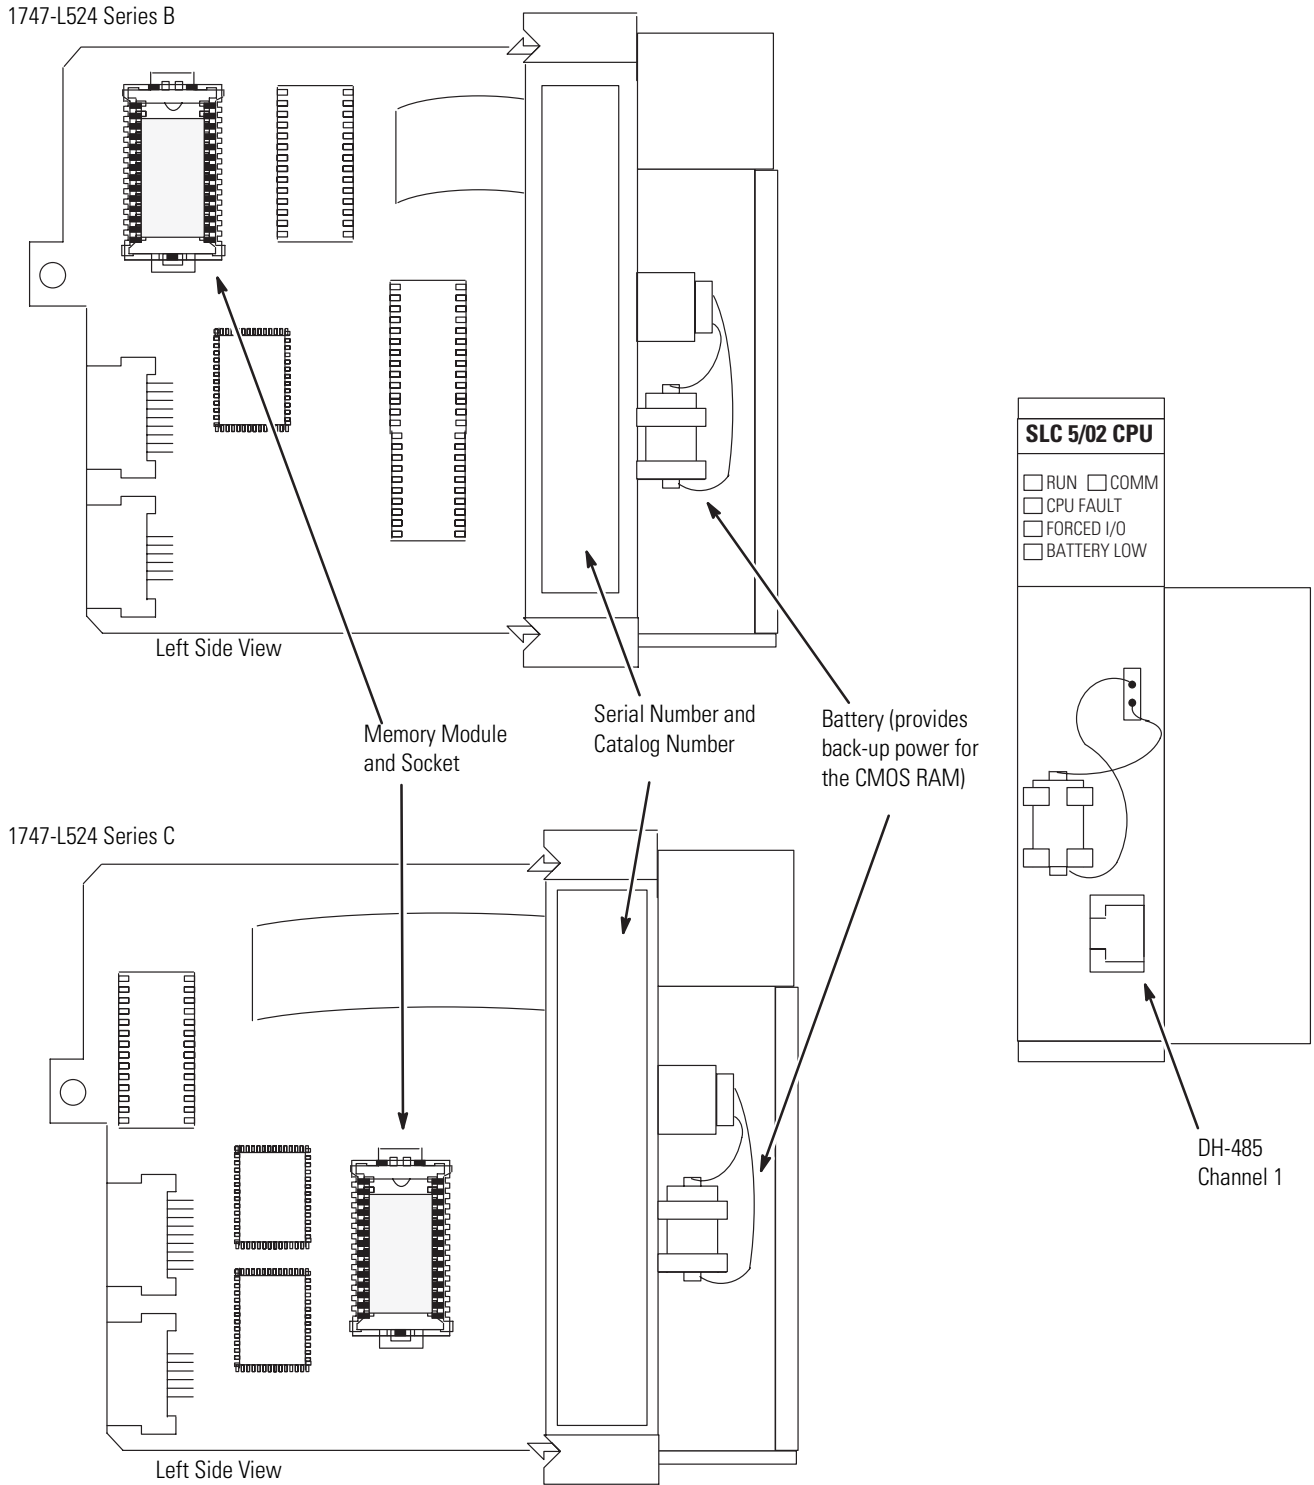 1747-L524 Series B
SLC 5/02 CPU
RUN COMM
CPU FAULT
FORCED I/O
BATTERY LOW
Left Side View
Memory Module
and Socket
Serial Number and
Catalog Number
Battery (provides
back-up power for
the CMOS RAM)
1747-L524 Series C
DH-485
Channel 1
Left Side View